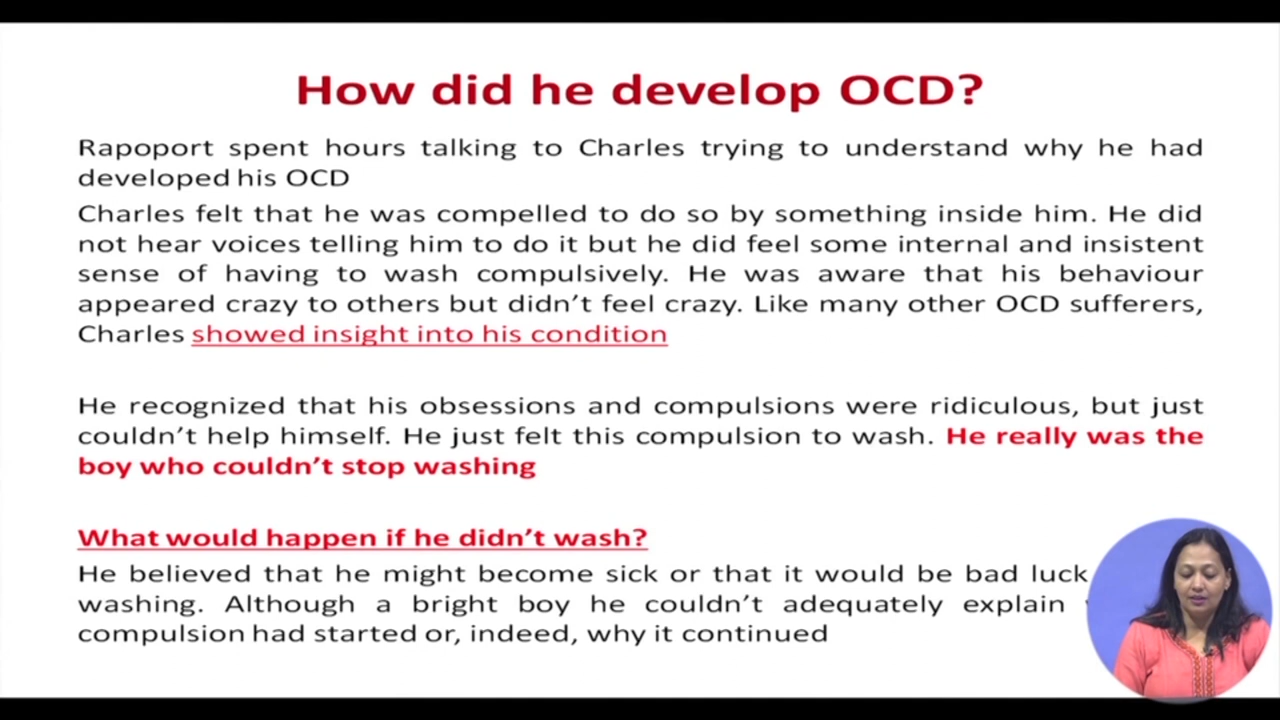 How did he develop OCD?
Rapoport spent hours talking to Charles trying to understand why he had
developed his OCD
Charles felt that he was compelled to do so by something inside him. He did
not hear voices telling him to do it but he did feel some internal and insistent
sense of having to wash compulsively. He was aware that his behaviour
appeared crazy to others but didn't feel crazy. Like many other OCD sufferers,
Charles showed insight into his condition
He recognized that his obsessions and compulsions were ridiculous, but just
couldn't help himself. He just felt this compulsion to wash. He really was the
boy who couldn't stop washing
What would happen if he didn't wash?
He believed that he might become sick or that it would be bad luck
washing. Although a bright boy he couldn't adequately explain
compulsion had started or, indeed, why it continued